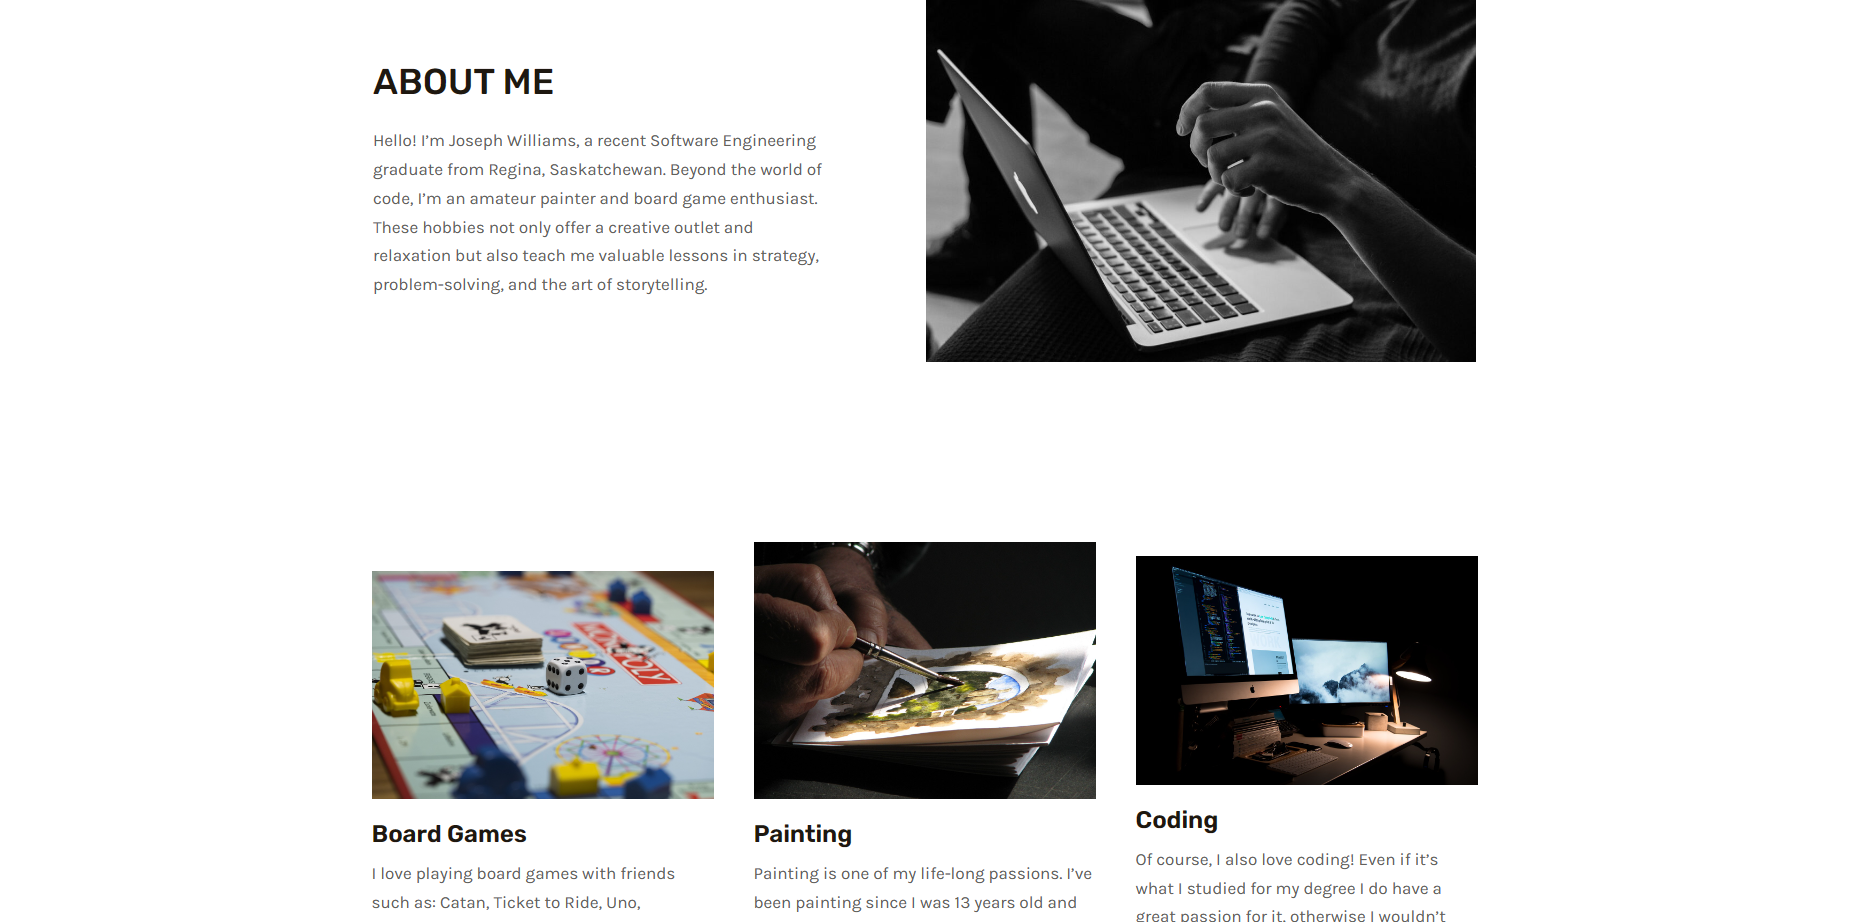 ABOUT ME
Hello! I’m Joseph Williams, a recent Software Engineering
graduate from Regina, Saskatchewan. Beyond the world of
code, I’m an amateur painter and board game enthusiast.
These hobbies not only offer a creative outlet and
relaxation but also teach me valuable lessons in strategy,
problem-solving, and the art of storytelling.
MONOPOLY
Board Games
I love playing board games with friends
such as: Catan, Ticket to Ride, Uno,
Painting
Painting is one of my life-long passions. I’ve
been painting since I was 13 years old and
Coding
Of course, I also love coding! Even if it’s
what I studied for my degree I do have a
great passion for it, otherwise I wouldn’t